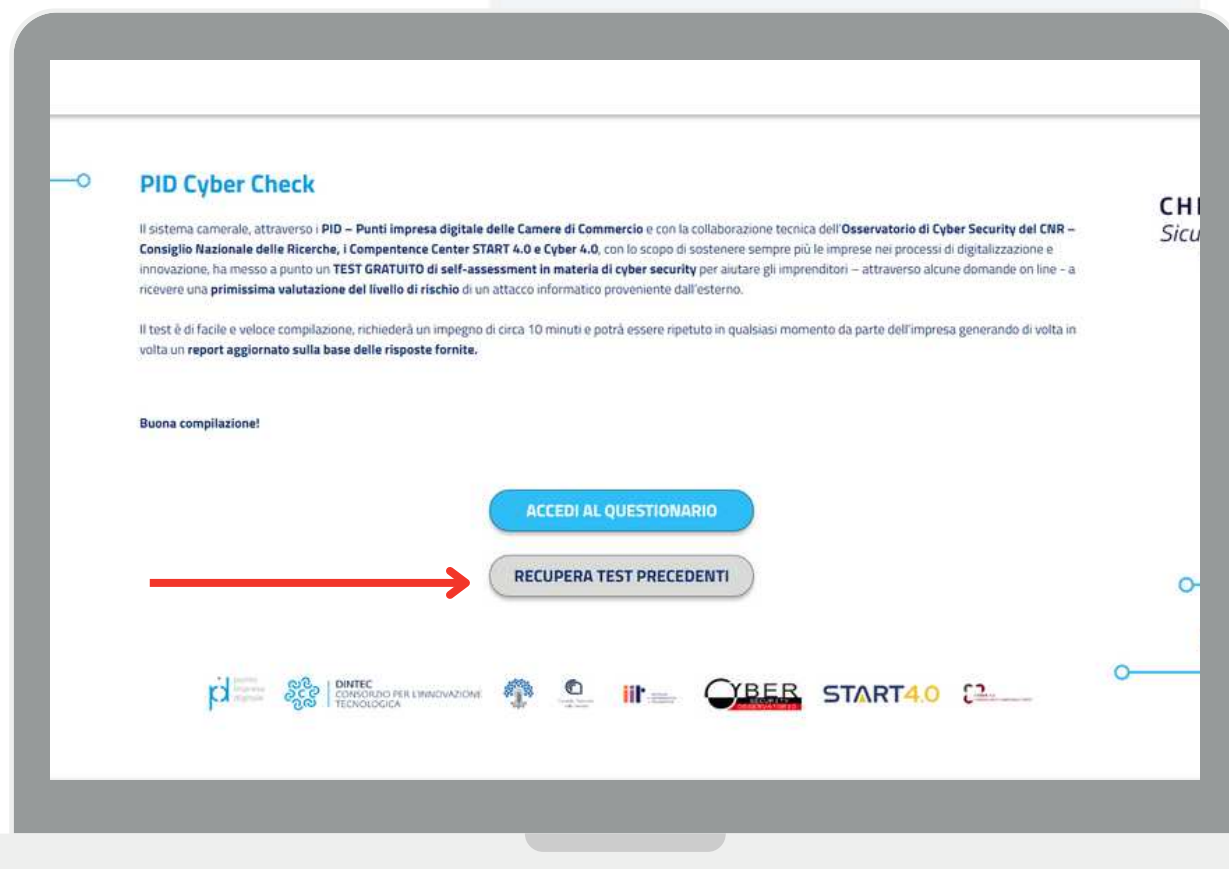 PID Cyber Check
Il sistema camerale, attraverso i PID – Punti impresa digitale delle Camere di Commercio e con la collaborazione tecnica dell'Osservatorio di Cyber Security del CNR –
Consiglio Nazionale delle Ricerche, i Compentence Center START 4.0 e Cyber 4.0, con lo scopo di sostenere sempre più le imprese nei processi di digitalizzazione e
innovazione, ha messo a punto un TEST GRATUITO di self-assessment in materia di cyber security per aiutare gli imprenditori – attraverso alcune domande on line - a
ricevere una primissima valutazione del livello di rischio di un attacco informatico proveniente dall'esterno.
Il test è di facile e veloce compilazione, richiederà un impegno di circa 10 minuti e potrà essere ripetuto in qualsiasi momento da parte dell'impresa generando di volta in
volta un report aggiornato sulla base delle risposte fornite.
Buona compilazione!
CHI
Sicu
ACCEDI AL QUESTIONARIO
RECUPERA TEST PRECEDENTI
pid punto
impresa
digitale
DINTEC
CONSORZIO PER L'INNOVAZIONE
TECNOLOGICA
iit
CYBER
START4.0